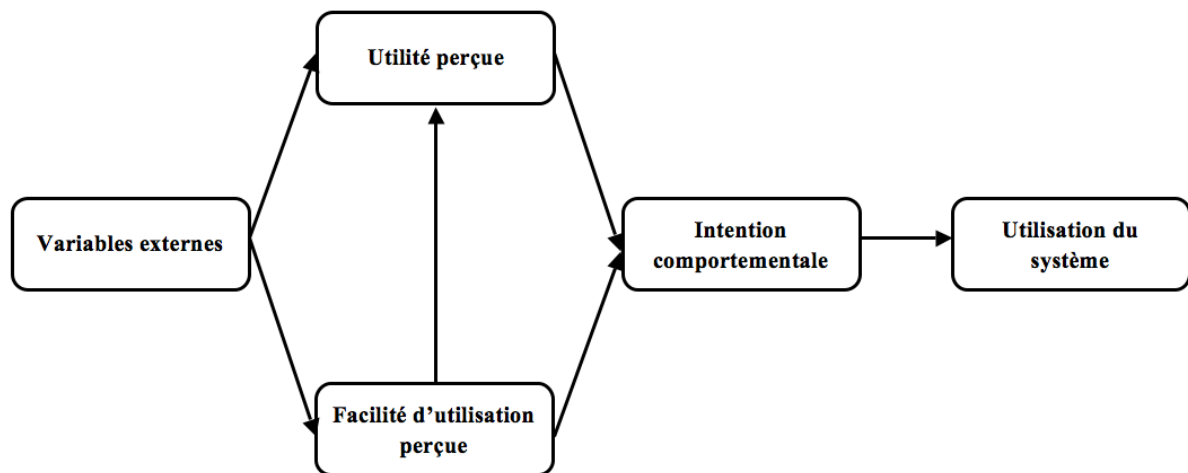 Utilité perçue
Variables externes
Intention
comportementale
Utilisation du
système
Facilité d’utilisation
perçue